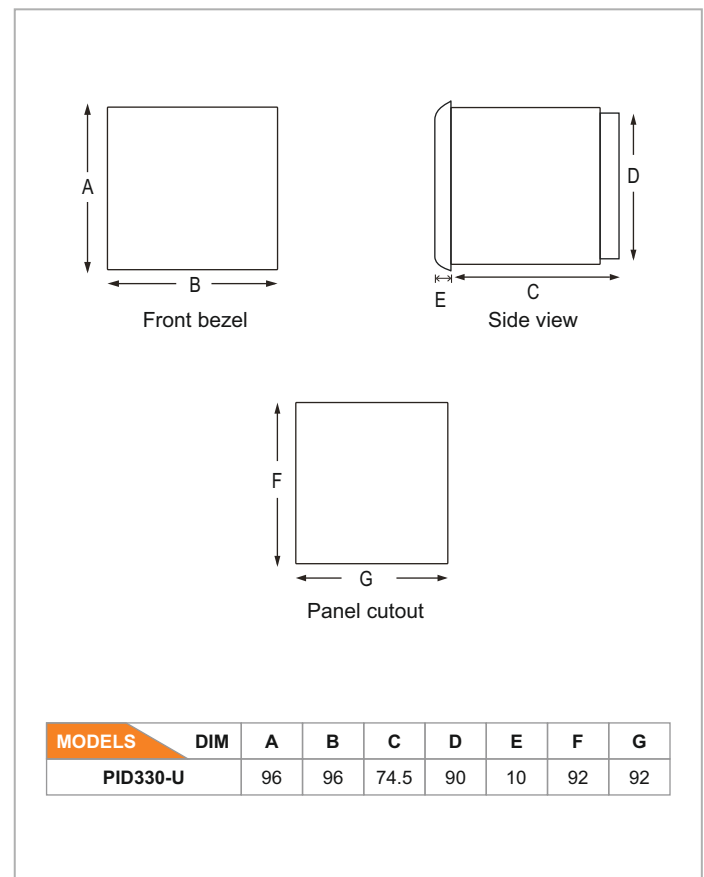 A
B
Front bezel
D
E
C
Side view
F
G
Panel cutout
MODELS DIM A B C D E F G
PID330-U 96 96 74.5 90 10 92 92